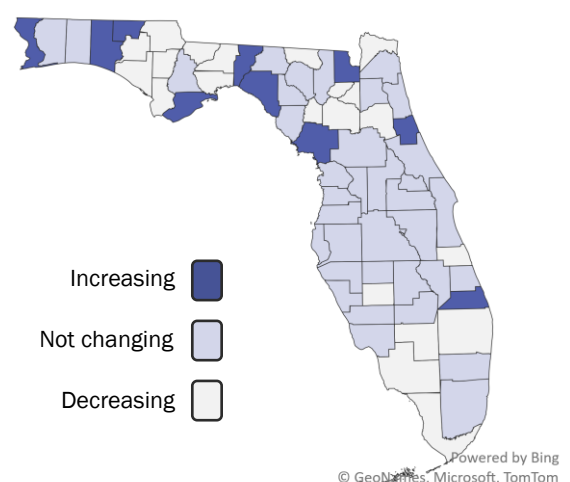 Increasing
Not changing
Decreasing
Powered by Bing
© GeoNames, Microsoft, TomTom